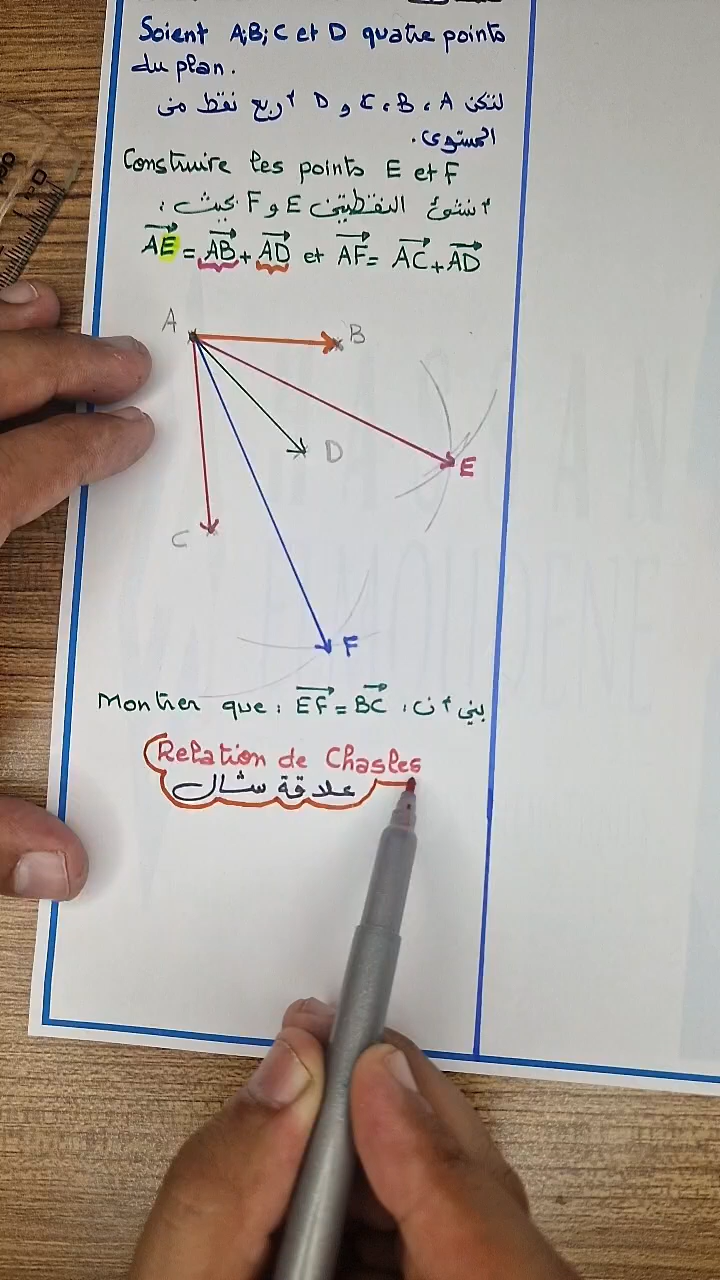 Soient A;B;C et D quatre points
du plan.
لتكن A ، B ، C و D أربع نقط من
المستوى.
Construire les points E et F
أنشئ النقطتين E و F بحيث :
AE = AB + AD et AF = AC + AD
A
B
D
E
C
F
Montrer que : EF = BC : بين أن
Relation de Chasles
علاقة شال